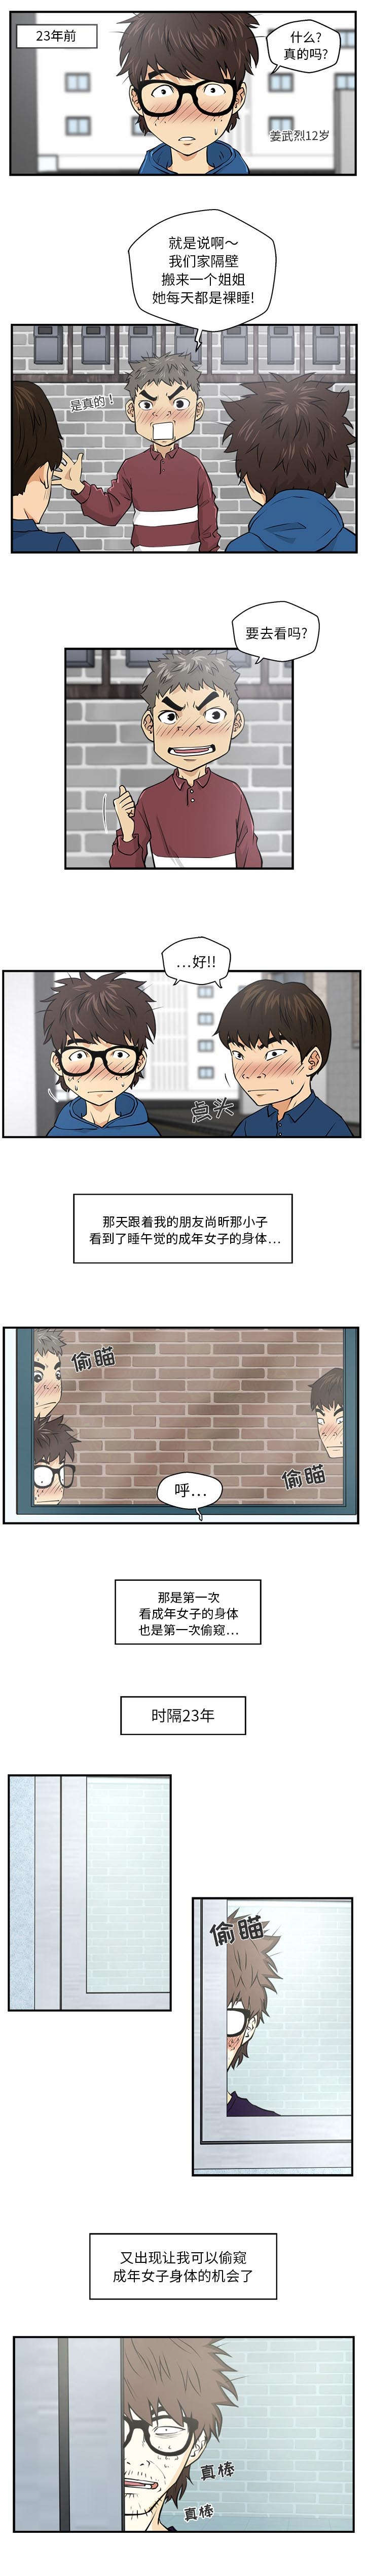 23年前
什么?
真的吗?
姜武烈12岁
就是说啊～
我们家隔壁
搬来一个姐姐
她每天都是裸睡!
是真的!
要去看吗?
...好!!
点头
那天跟着我的朋友尚昕那小子
看到了睡午觉的成年女子的身体...
偷瞄
偷瞄
呼...
那是第一次
看成年女子的身体
也是第一次偷窥...
时隔23年
偷瞄
又出现让我可以偷窥
成年女子身体的机会了
真棒
真棒